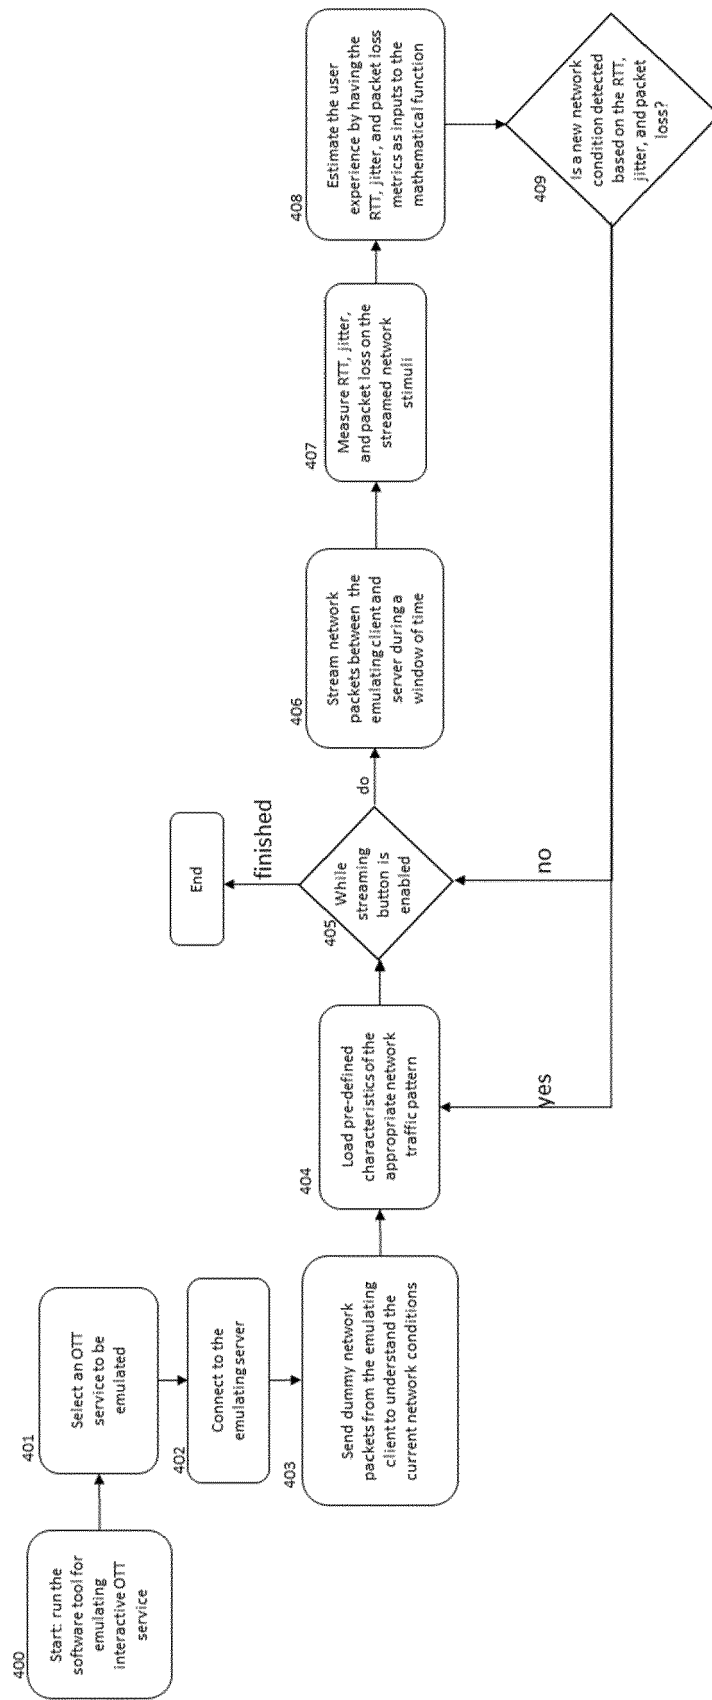 400
Start: run the
software tool for
emulating
interactive OTT
service
401
Select an OTT
service to be
emulated
402
Connect to the
emulating server
403
Send dummy network
packets from the emulating
client to understand the
current network conditions
404
Load pre-defined
characteristics of the
appropriate network
traffic pattern
405
While
streaming
button is
enabled
finished
End
do
406
Stream network
packets between the
emulating client and
server during a
window of time
407
Measure RTT, jitter,
and packet loss on the
streamed network
stimuli
408
Estimate the user
experience by having the
RTT, jitter, and packet loss
metrics as inputs to the
mathematical function
409
Is a new network
condition detected
based on the RTT,
jitter, and packet
loss?
no
yes